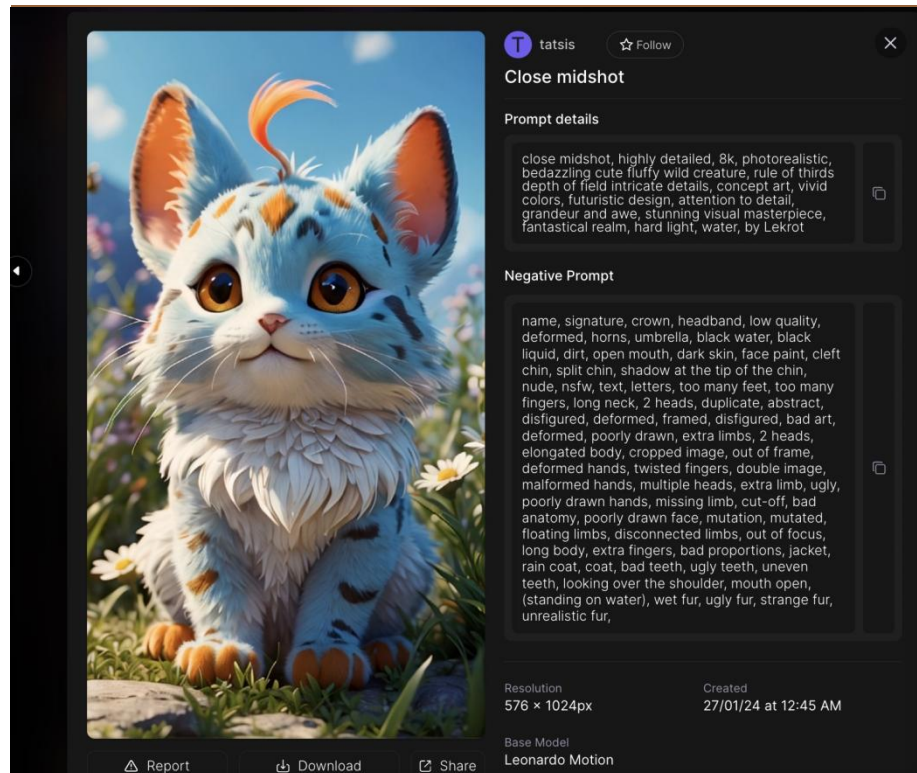 T
tatsis
Follow
Close midshot
Prompt details
close midshot, highly detailed, 8k, photorealistic,
bedazzling cute fluffy wild creature, rule of thirds
depth of field intricate details, concept art, vivid
colors, futuristic design, attention to detail,
grandeur and awe, stunning visual masterpiece,
fantastical realm, hard light, water, by Lekrot
Negative Prompt
name, signature, crown, headband, low quality,
deformed, horns, umbrella, black water, black
liquid, dirt, open mouth, dark skin, face paint, cleft
chin, split chin, shadow at the tip of the chin,
nude, nsfw, text, letters, too many feet, too many
fingers, long neck, 2 heads, duplicate, abstract,
disfigured, deformed, framed, disfigured, bad art,
deformed, poorly drawn, extra limbs, 2 heads,
elongated body, cropped image, out of frame,
deformed hands, twisted fingers, double image,
malformed hands, multiple heads, extra limb, ugly,
poorly drawn hands, missing limb, cut-off, bad
anatomy, poorly drawn face, mutation, mutated,
floating limbs, disconnected limbs, out of focus,
long body, extra fingers, bad proportions, jacket,
rain coat, coat, bad teeth, ugly teeth, uneven
teeth, looking over the shoulder, mouth open,
(standing on water), wet fur, ugly fur, strange fur,
unrealistic fur,
Resolution
576 × 1024px
Created
27/01/24 at 12:45 AM
Base Model
Leonardo Motion
Report
Download
Share